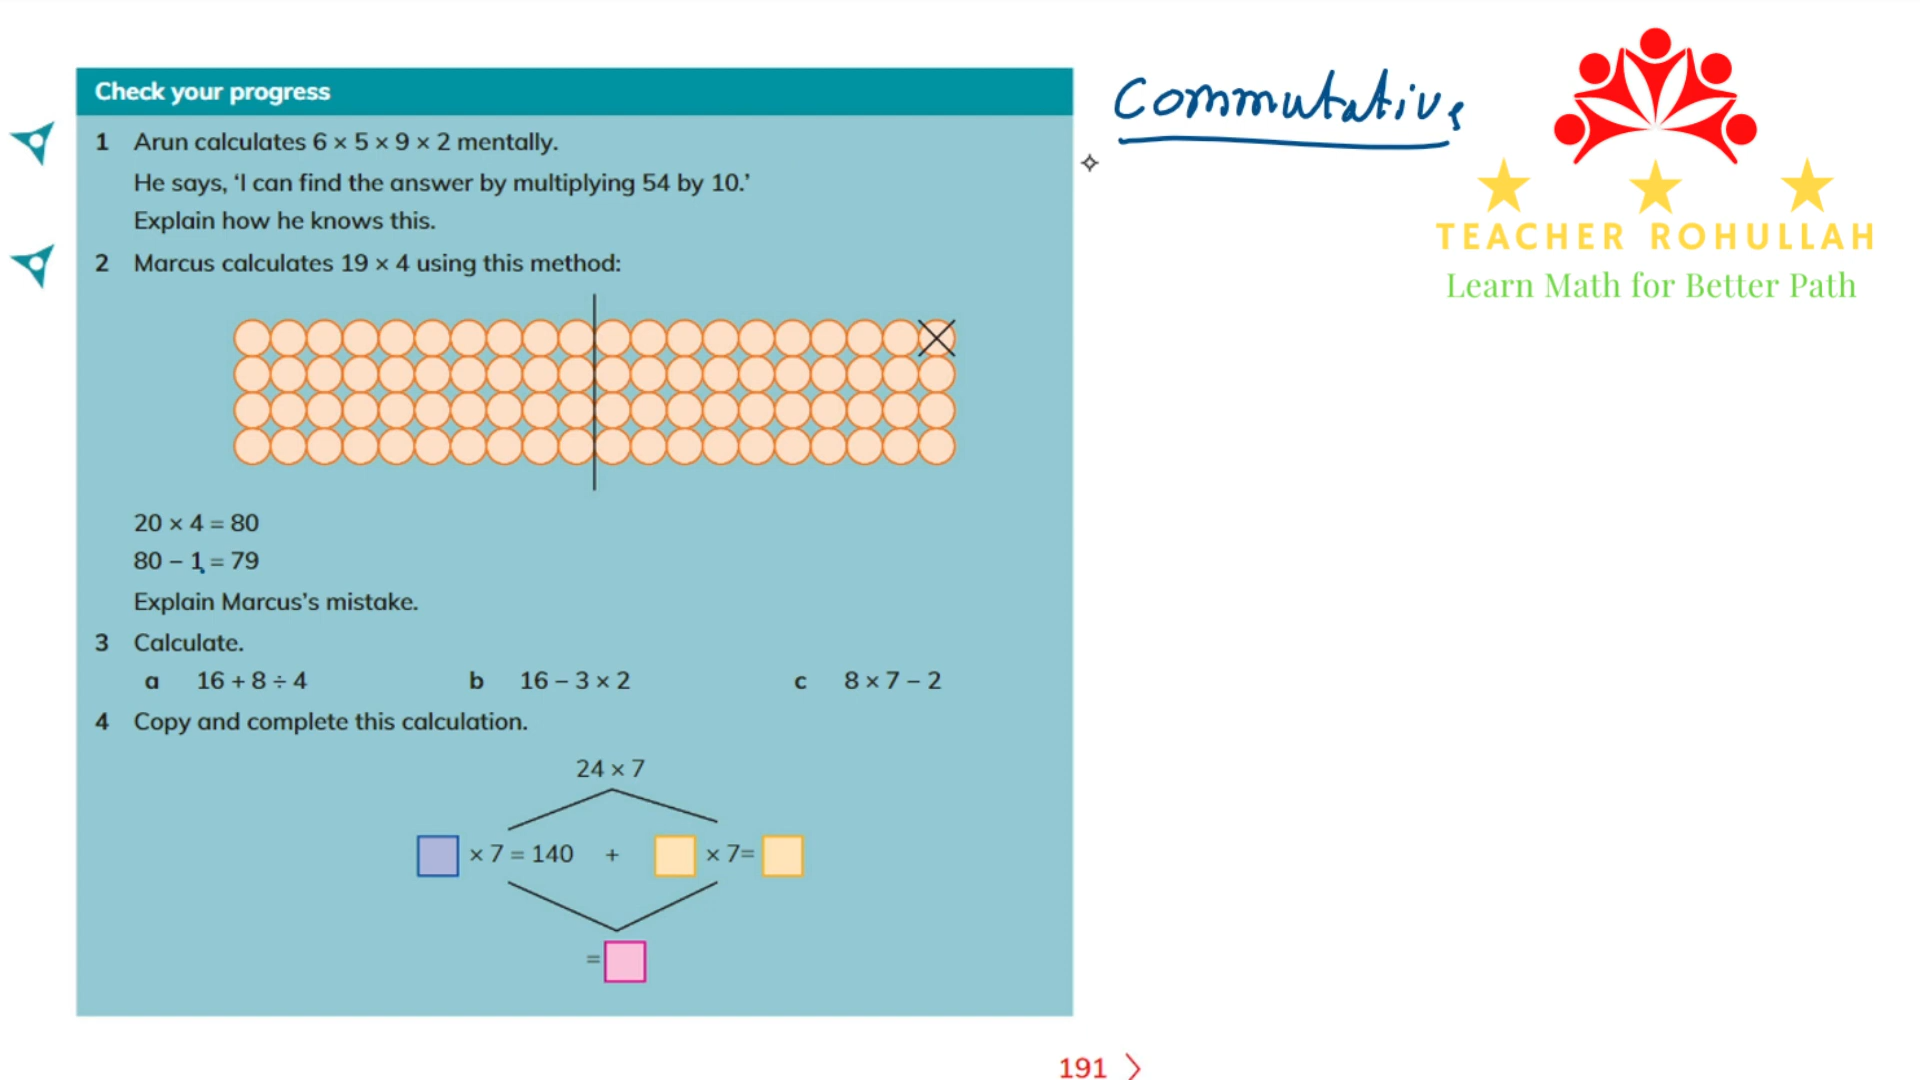 Check your progress
1 Arun calculates 6 × 5 × 9 × 2 mentally.
He says, ‘I can find the answer by multiplying 54 by 10.’
Explain how he knows this.
2 Marcus calculates 19 × 4 using this method:
20 × 4 = 80
80 – 1 = 79
Explain Marcus’s mistake.
3 Calculate.
a 16 + 8 ÷ 4 b 16 – 3 × 2 c 8 × 7 – 2
4 Copy and complete this calculation.
24 × 7
× 7 = 140 + × 7=
=
191
Commutative
TEACHER ROHULLAH
Learn Math for Better Path